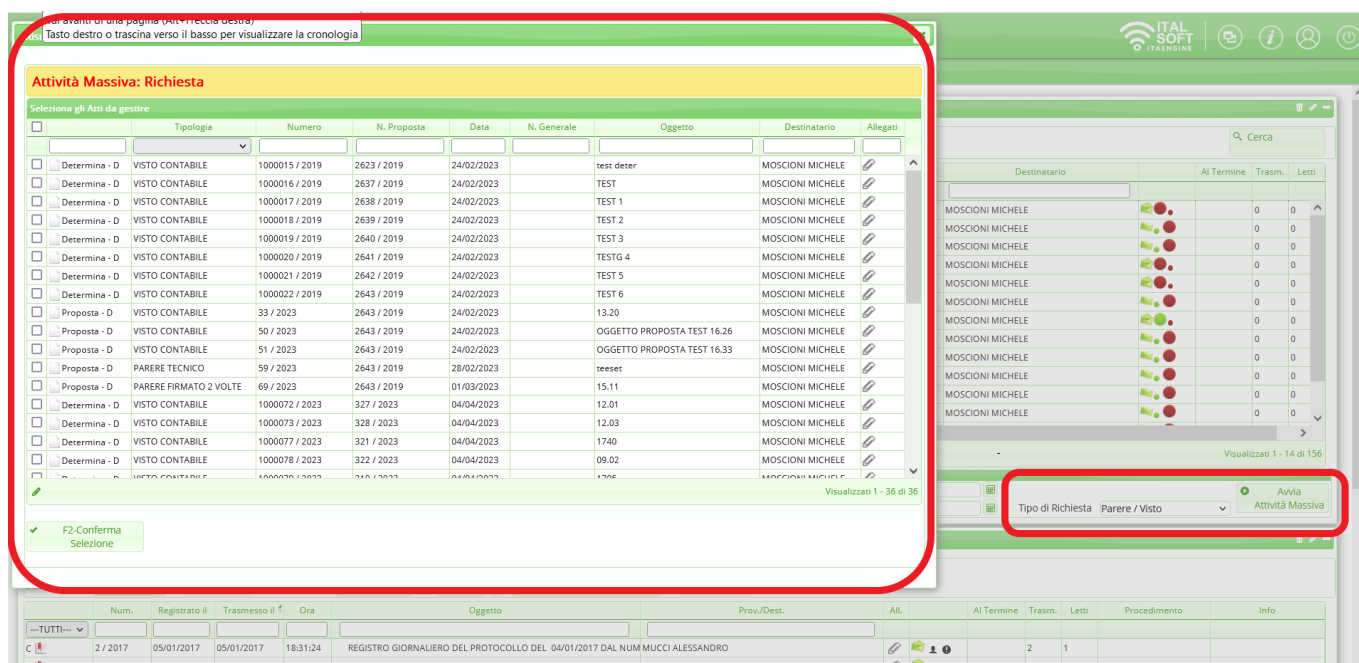 Vai avanti di una pagina (Alt+Freccia destra)
Tasto destro o trascina verso il basso per visualizzare la cronologia
ITAL
SOFT
ITAENGINE
Attività Massiva: Richiesta
Seleziona gli Atti da gestire
Tipologia Numero N. Proposta Data N. Generale Oggetto Destinatario Allegati
Determina - D VISTO CONTABILE 1000015 / 2019 2623 / 2019 24/02/2023 test deter MOSCIONI MICHELE
Determina - D VISTO CONTABILE 1000016 / 2019 2637 / 2019 24/02/2023 TEST MOSCIONI MICHELE
Determina - D VISTO CONTABILE 1000017 / 2019 2638 / 2019 24/02/2023 TEST 1 MOSCIONI MICHELE
Determina - D VISTO CONTABILE 1000018 / 2019 2639 / 2019 24/02/2023 TEST 2 MOSCIONI MICHELE
Determina - D VISTO CONTABILE 1000019 / 2019 2640 / 2019 24/02/2023 TEST 3 MOSCIONI MICHELE
Determina - D VISTO CONTABILE 1000020 / 2019 2641 / 2019 24/02/2023 TESTG 4 MOSCIONI MICHELE
Determina - D VISTO CONTABILE 1000021 / 2019 2642 / 2019 24/02/2023 TEST 5 MOSCIONI MICHELE
Determina - D VISTO CONTABILE 1000022 / 2019 2643 / 2019 24/02/2023 TEST 6 MOSCIONI MICHELE
Proposta - D VISTO CONTABILE 33 / 2023 2643 / 2019 24/02/2023 13.20 MOSCIONI MICHELE
Proposta - D VISTO CONTABILE 50 / 2023 2643 / 2019 24/02/2023 OGGETTO PROPOSTA TEST 16.26 MOSCIONI MICHELE
Proposta - D VISTO CONTABILE 51 / 2023 2643 / 2019 24/02/2023 OGGETTO PROPOSTA TEST 16.33 MOSCIONI MICHELE
Proposta - D PARERE TECNICO 59 / 2023 2643 / 2019 28/02/2023 teeset MOSCIONI MICHELE
Proposta - D PARERE FIRMATO 2 VOLTE 69 / 2023 2643 / 2019 01/03/2023 15.11 MOSCIONI MICHELE
Determina - D VISTO CONTABILE 1000072 / 2023 327 / 2023 04/04/2023 12.01 MOSCIONI MICHELE
Determina - D VISTO CONTABILE 1000073 / 2023 328 / 2023 04/04/2023 12.03 MOSCIONI MICHELE
Determina - D VISTO CONTABILE 1000077 / 2023 321 / 2023 04/04/2023 1740 MOSCIONI MICHELE
Determina - D VISTO CONTABILE 1000078 / 2023 322 / 2023 04/04/2023 09.02 MOSCIONI MICHELE
Visualizzati 1 - 36 di 36
F2-Conferma
Selezione
Cerca
Destinatario Al Termine Trasm. Letti
MOSCIONI MICHELE 0 0
MOSCIONI MICHELE 0 0
MOSCIONI MICHELE 0 0
MOSCIONI MICHELE 0 0
MOSCIONI MICHELE 0 0
MOSCIONI MICHELE 0 0
MOSCIONI MICHELE 0 0
MOSCIONI MICHELE 0 0
MOSCIONI MICHELE 0 0
MOSCIONI MICHELE 0 0
MOSCIONI MICHELE 0 0
MOSCIONI MICHELE 0 0
- Visualizzati 1 - 14 di 156
Tipo di Richiesta Parere / Visto
Avvia
Attività Massiva
Num. Registrato il Trasmesso il Ora Oggetto Prov./Dest. All. Al Termine Trasm. Letti Procedimento Info
---TUTTI---
C 2 / 2017 05/01/2017 05/01/2017 18:31:24 REGISTRO GIORNALIERO DEL PROTOCOLLO DEL 04/01/2017 DAL NUM MUCCI ALESSANDRO 2 1